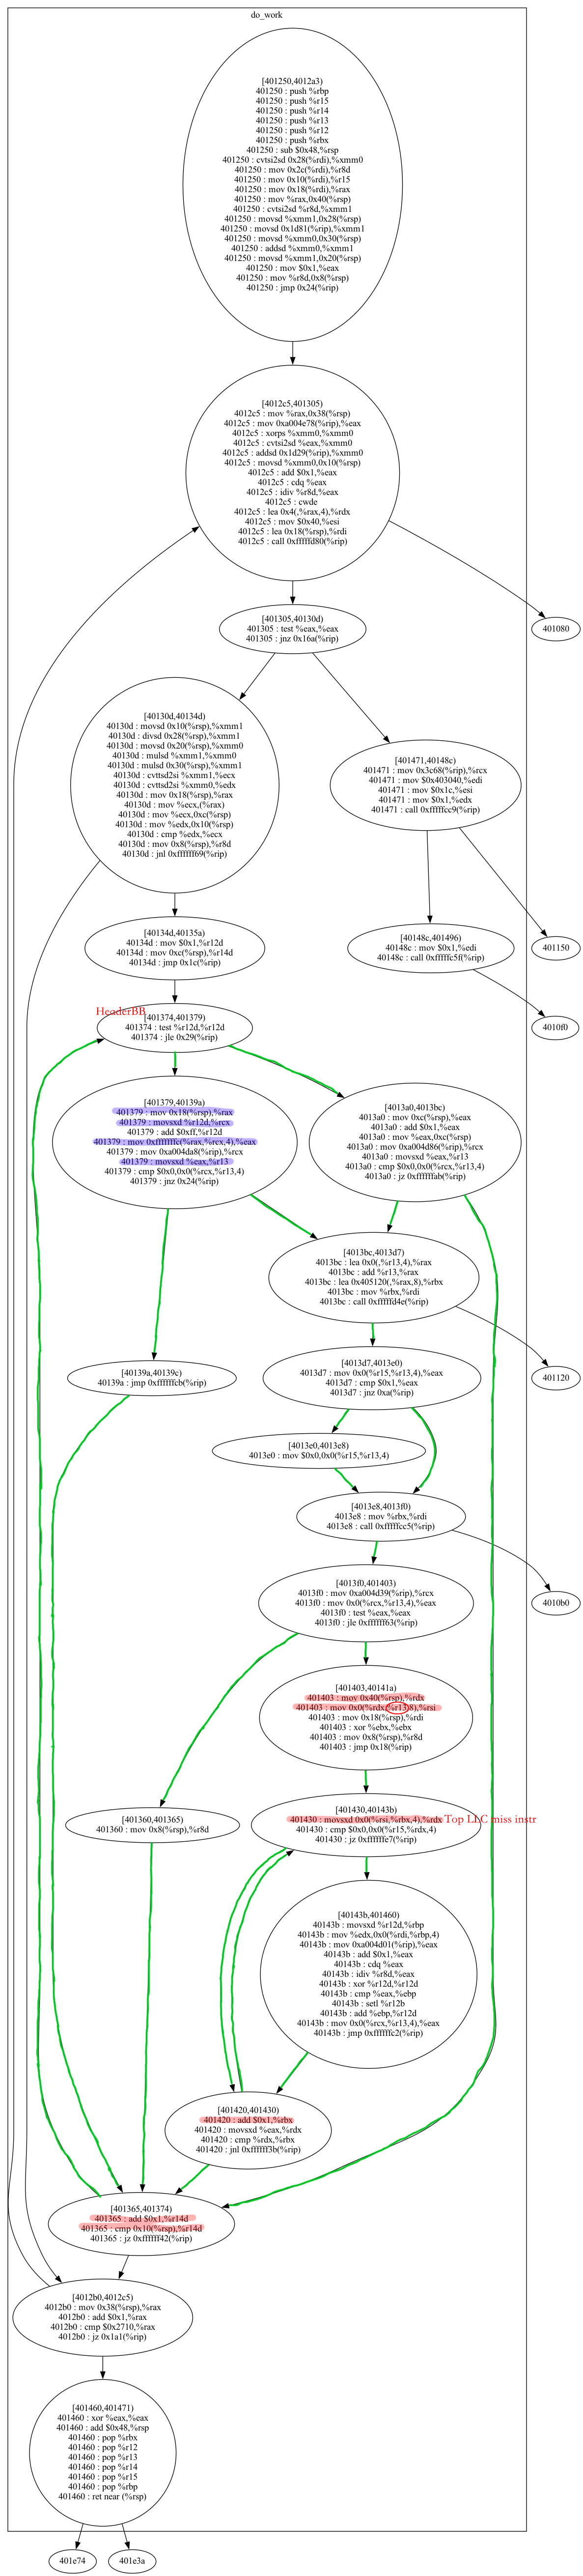 do_work
[401250,4012a3)
401250 : push %rbp
401250 : push %r15
401250 : push %r14
401250 : push %r13
401250 : push %r12
401250 : push %rbx
401250 : sub $0x48,%rsp
401250 : cvtsi2sd 0x28(%rdi),%xmm0
401250 : mov 0x2c(%rdi),%r8d
401250 : mov 0x10(%rdi),%r15
401250 : mov 0x18(%rdi),%rax
401250 : mov %rax,0x40(%rsp)
401250 : cvtsi2sd %r8d,%xmm1
401250 : movsd %xmm1,0x28(%rsp)
401250 : movsd 0x1d81(%rip),%xmm1
401250 : movsd %xmm0,0x30(%rsp)
401250 : addsd %xmm0,%xmm1
401250 : movsd %xmm1,0x20(%rsp)
401250 : mov $0x1,%eax
401250 : mov %r8d,0x8(%rsp)
401250 : jmp 0x24(%rip)
[4012c5,401305)
4012c5 : mov %rax,0x38(%rsp)
4012c5 : mov 0xa004e78(%rip),%eax
4012c5 : xorps %xmm0,%xmm0
4012c5 : cvtsi2sd %eax,%xmm0
4012c5 : addsd 0x1d29(%rip),%xmm0
4012c5 : movsd %xmm0,0x10(%rsp)
4012c5 : add $0x1,%eax
4012c5 : cdq %eax
4012c5 : idiv %r8d,%eax
4012c5 : cwde
4012c5 : lea 0x4(,%rax,4),%rdx
4012c5 : mov $0x40,%esi
4012c5 : lea 0x18(%rsp),%rdi
4012c5 : call 0xfffffd80(%rip)
[401305,40130d)
401305 : test %eax,%eax
401305 : jnz 0x16a(%rip)
401080
[40130d,40134d)
40130d : movsd 0x10(%rsp),%xmm1
40130d : divsd 0x28(%rsp),%xmm1
40130d : movsd 0x20(%rsp),%xmm0
40130d : mulsd %xmm1,%xmm0
40130d : mulsd 0x30(%rsp),%xmm1
40130d : cvttsd2si %xmm1,%ecx
40130d : cvttsd2si %xmm0,%edx
40130d : mov 0x18(%rsp),%rax
40130d : mov %ecx,(%rax)
40130d : mov %ecx,0xc(%rsp)
40130d : mov %edx,0x10(%rsp)
40130d : cmp %edx,%ecx
40130d : mov 0x8(%rsp),%r8d
40130d : jnl 0xffffff69(%rip)
[401471,40148c)
401471 : mov 0x3c68(%rip),%rcx
401471 : mov $0x403040,%edi
401471 : mov $0x1c,%esi
401471 : mov $0x1,%edx
401471 : call 0xfffffcc9(%rip)
[40134d,40135a)
40134d : mov $0x1,%r12d
40134d : mov 0xc(%rsp),%r14d
40134d : jmp 0x1c(%rip)
[40148c,401496)
40148c : mov $0x1,%edi
40148c : call 0xfffffc5f(%rip)
401150
HeaderBB
[401374,401379)
401374 : test %r12d,%r12d
401374 : jle 0x29(%rip)
4010f0
[401379,40139a)
401379 : mov 0x18(%rsp),%rax
401379 : movsxd %r12d,%rcx
401379 : add $0xff,%r12d
401379 : mov 0xfffffffc(%rax,%rcx,4),%eax
401379 : mov 0xa004da8(%rip),%rcx
401379 : movsxd %eax,%r13
401379 : cmp $0x0,0x0(%rcx,%r13,4)
401379 : jnz 0x24(%rip)
[4013a0,4013bc)
4013a0 : mov 0xc(%rsp),%eax
4013a0 : add $0x1,%eax
4013a0 : mov %eax,0xc(%rsp)
4013a0 : mov 0xa004d86(%rip),%rcx
4013a0 : movsxd %eax,%r13
4013a0 : cmp $0x0,0x0(%rcx,%r13,4)
4013a0 : jz 0xffffffab(%rip)
[4013bc,4013d7)
4013bc : lea 0x0(,%r13,4),%rax
4013bc : add %r13,%rax
4013bc : lea 0x405120(,%rax,8),%rbx
4013bc : mov %rbx,%rdi
4013bc : call 0xfffffd4e(%rip)
[40139a,40139c)
40139a : jmp 0xffffffcb(%rip)
[4013d7,4013e0)
4013d7 : mov 0x0(%r15,%r13,4),%eax
4013d7 : cmp $0x1,%eax
4013d7 : jnz 0xa(%rip)
401120
[4013e0,4013e8)
4013e0 : mov $0x0,0x0(%r15,%r13,4)
[4013e8,4013f0)
4013e8 : mov %rbx,%rdi
4013e8 : call 0xfffffcc5(%rip)
[4013f0,401403)
4013f0 : mov 0xa004d39(%rip),%rcx
4013f0 : mov 0x0(%rcx,%r13,4),%eax
4013f0 : test %eax,%eax
4013f0 : jle 0xffffff63(%rip)
4010b0
[401403,40141a)
401403 : mov 0x40(%rsp),%rdx
401403 : mov 0x0(%rdx,%r13,8),%rsi
401403 : mov 0x18(%rsp),%rdi
401403 : xor %ebx,%ebx
401403 : mov 0x8(%rsp),%r8d
401403 : jmp 0x18(%rip)
[401360,401365)
401360 : mov 0x8(%rsp),%r8d
[401430,40143b)
401430 : movsxd 0x0(%rsi,%rbx,4),%rdx Top LLC miss instr
401430 : cmp $0x0,0x0(%r15,%rdx,4)
401430 : jz 0xffffffe7(%rip)
[40143b,401460)
40143b : movsxd %r12d,%rbp
40143b : mov %edx,0x0(%rdi,%rbp,4)
40143b : mov 0xa004d01(%rip),%eax
40143b : add $0x1,%eax
40143b : cdq %eax
40143b : idiv %r8d,%eax
40143b : xor %r12d,%r12d
40143b : cmp %eax,%ebp
40143b : setl %r12b
40143b : add %ebp,%r12d
40143b : mov 0x0(%rcx,%r13,4),%eax
40143b : jmp 0xffffffc2(%rip)
[401420,401430)
401420 : add $0x1,%rbx
401420 : movsxd %eax,%rdx
401420 : cmp %rdx,%rbx
401420 : jnl 0xffffff3b(%rip)
[401365,401374)
401365 : add $0x1,%r14d
401365 : cmp 0x10(%rsp),%r14d
401365 : jz 0xffffff42(%rip)
[4012b0,4012c5)
4012b0 : mov 0x38(%rsp),%rax
4012b0 : add $0x1,%rax
4012b0 : cmp $0x2710,%rax
4012b0 : jz 0x1a1(%rip)
[401460,401471)
401460 : xor %eax,%eax
401460 : add $0x48,%rsp
401460 : pop %rbx
401460 : pop %r12
401460 : pop %r13
401460 : pop %r14
401460 : pop %r15
401460 : pop %rbp
401460 : ret near (%rsp)
401e74
401e3a